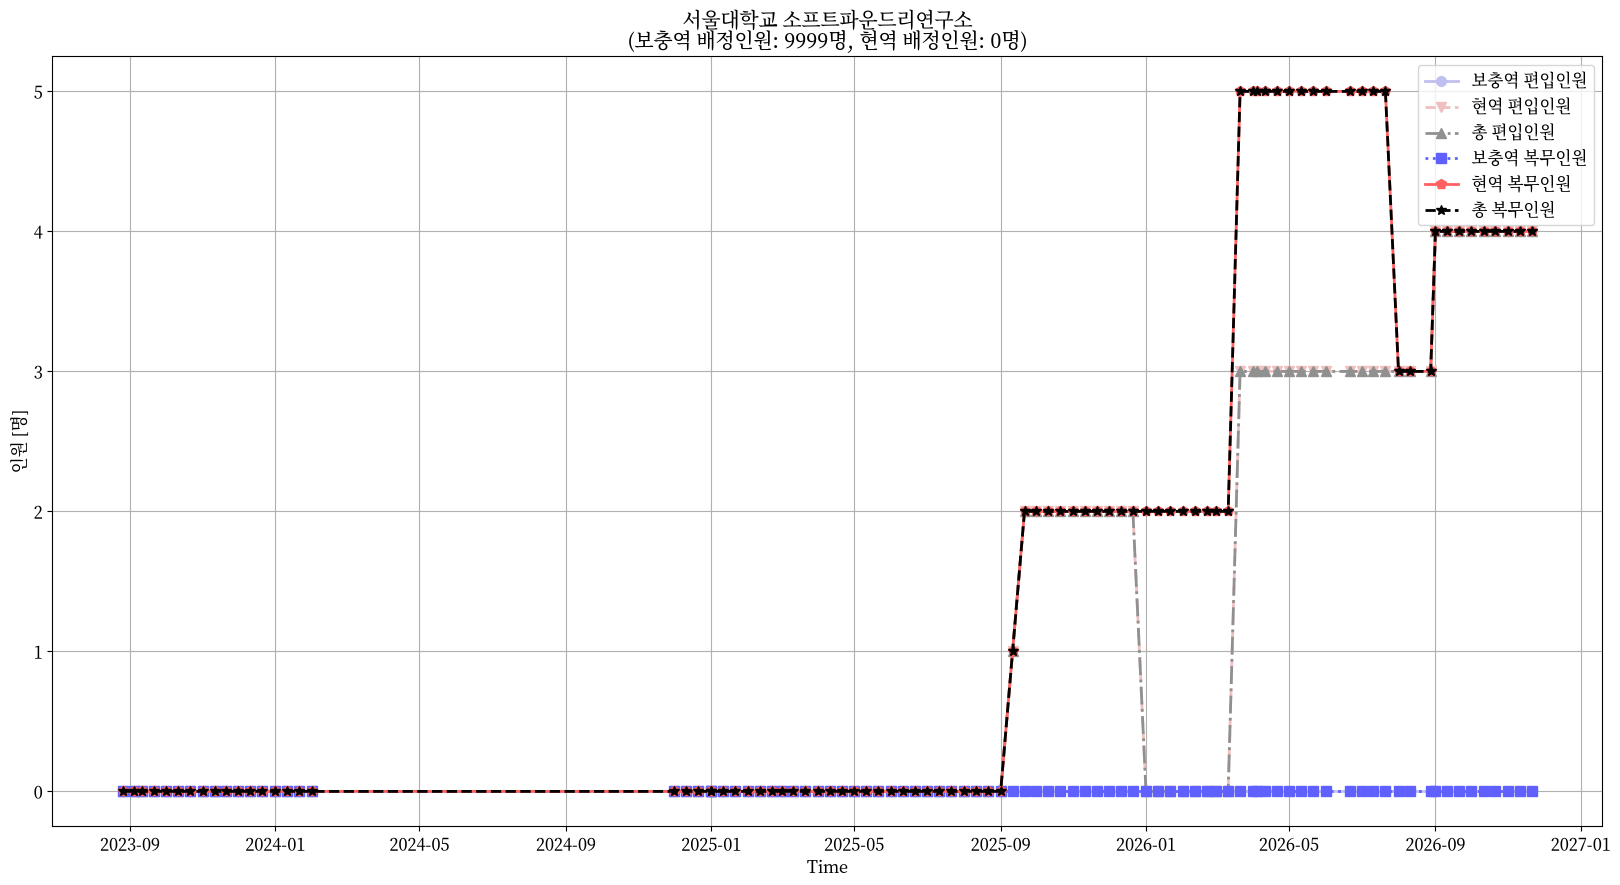 서울대학교 소프트파운드리연구소
(보충역 배정인원: 9999명, 현역 배정인원: 0명)
보충역 편입인원
현역 편입인원
총 편입인원
보충역 복무인원
현역 복무인원
총 복무인원
인원 [명]
5
4
3
2
1
0
2023-09
2024-01
2024-05
2024-09
2025-01
2025-05
2025-09
2026-01
2026-05
2026-09
2027-01
Time